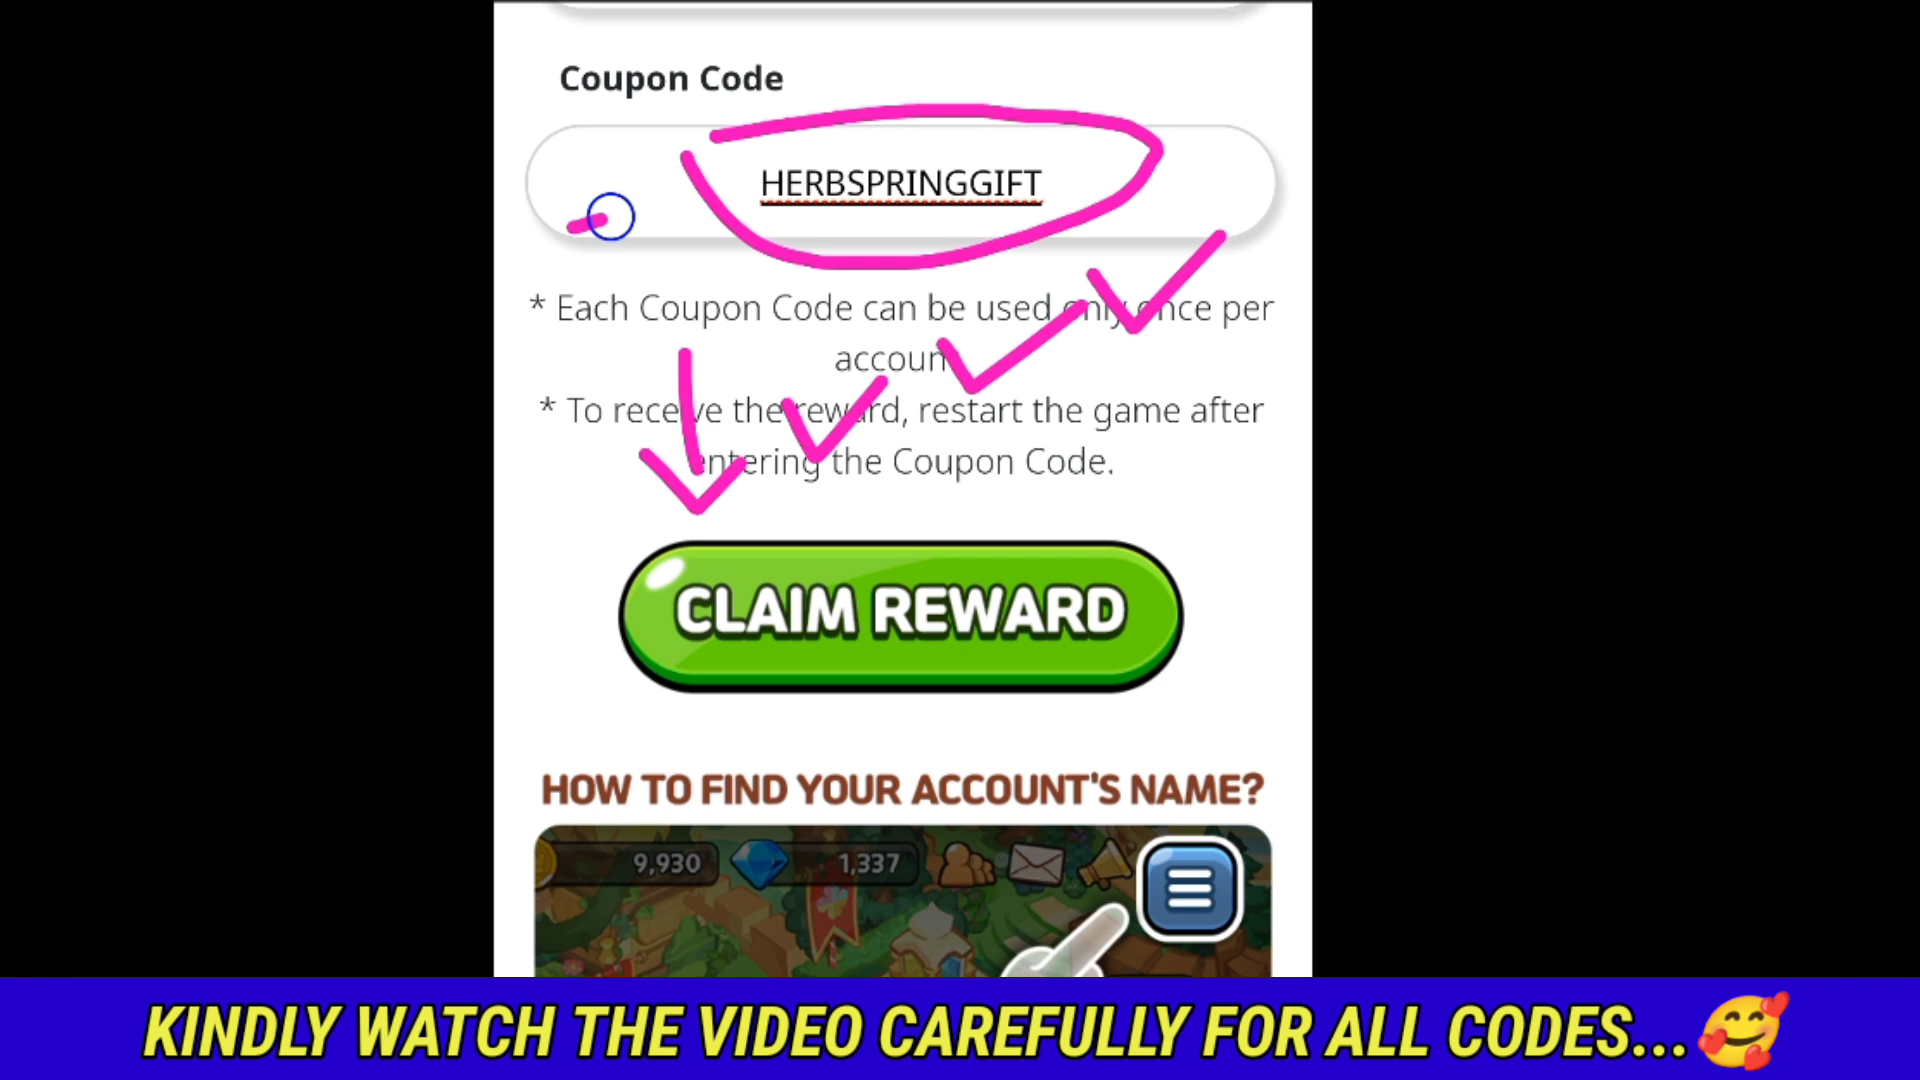 Coupon Code
HERBSPRINGGIFT
* Each Coupon Code can be used only once per
account
* To receive the reward, restart the game after
entering the Coupon Code.
CLAIM REWARD
HOW TO FIND YOUR ACCOUNT'S NAME?
9,930 1,337
KINDLY WATCH THE VIDEO CAREFULLY FOR ALL CODES...